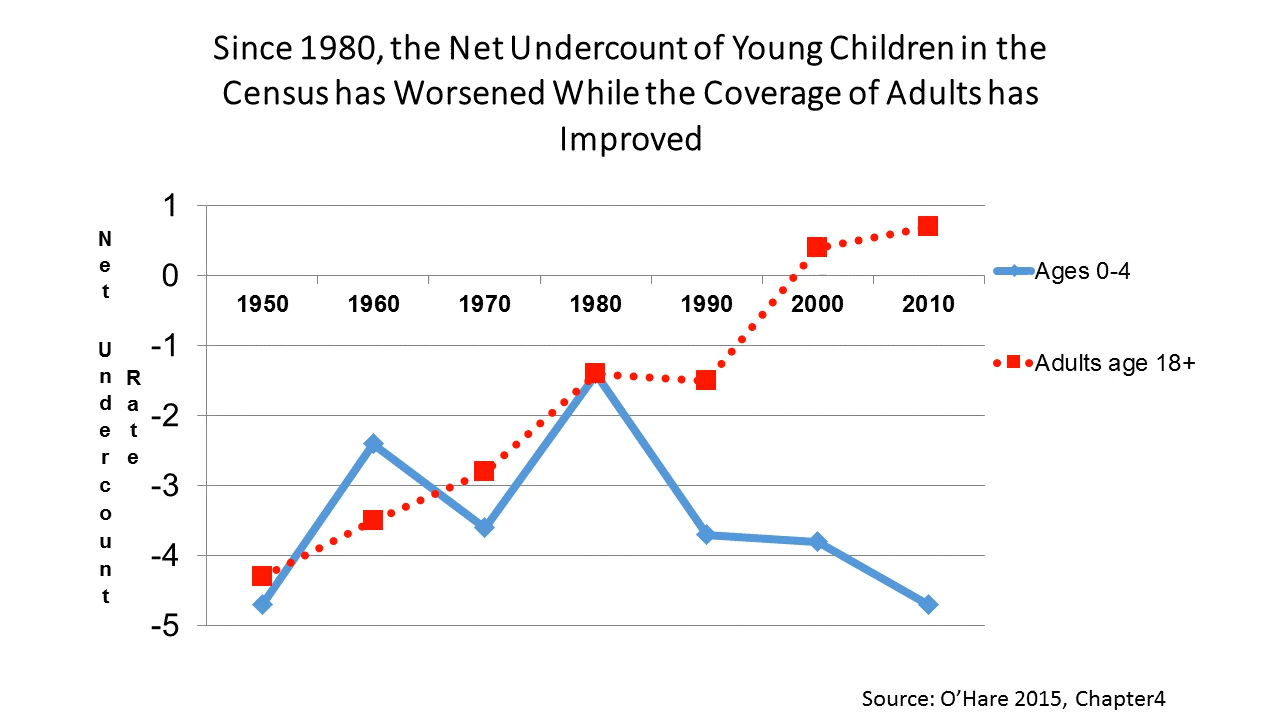 Since 1980, the Net Undercount of Young Children in the
Census has Worsened While the Coverage of Adults has
Improved
Net Undercount
Rate
1
0
-1
-2
-3
-4
-5
1950 1960 1970 1980 1990 2000 2010
Ages 0-4
Adults age 18+
Source: O’Hare 2015, Chapter4